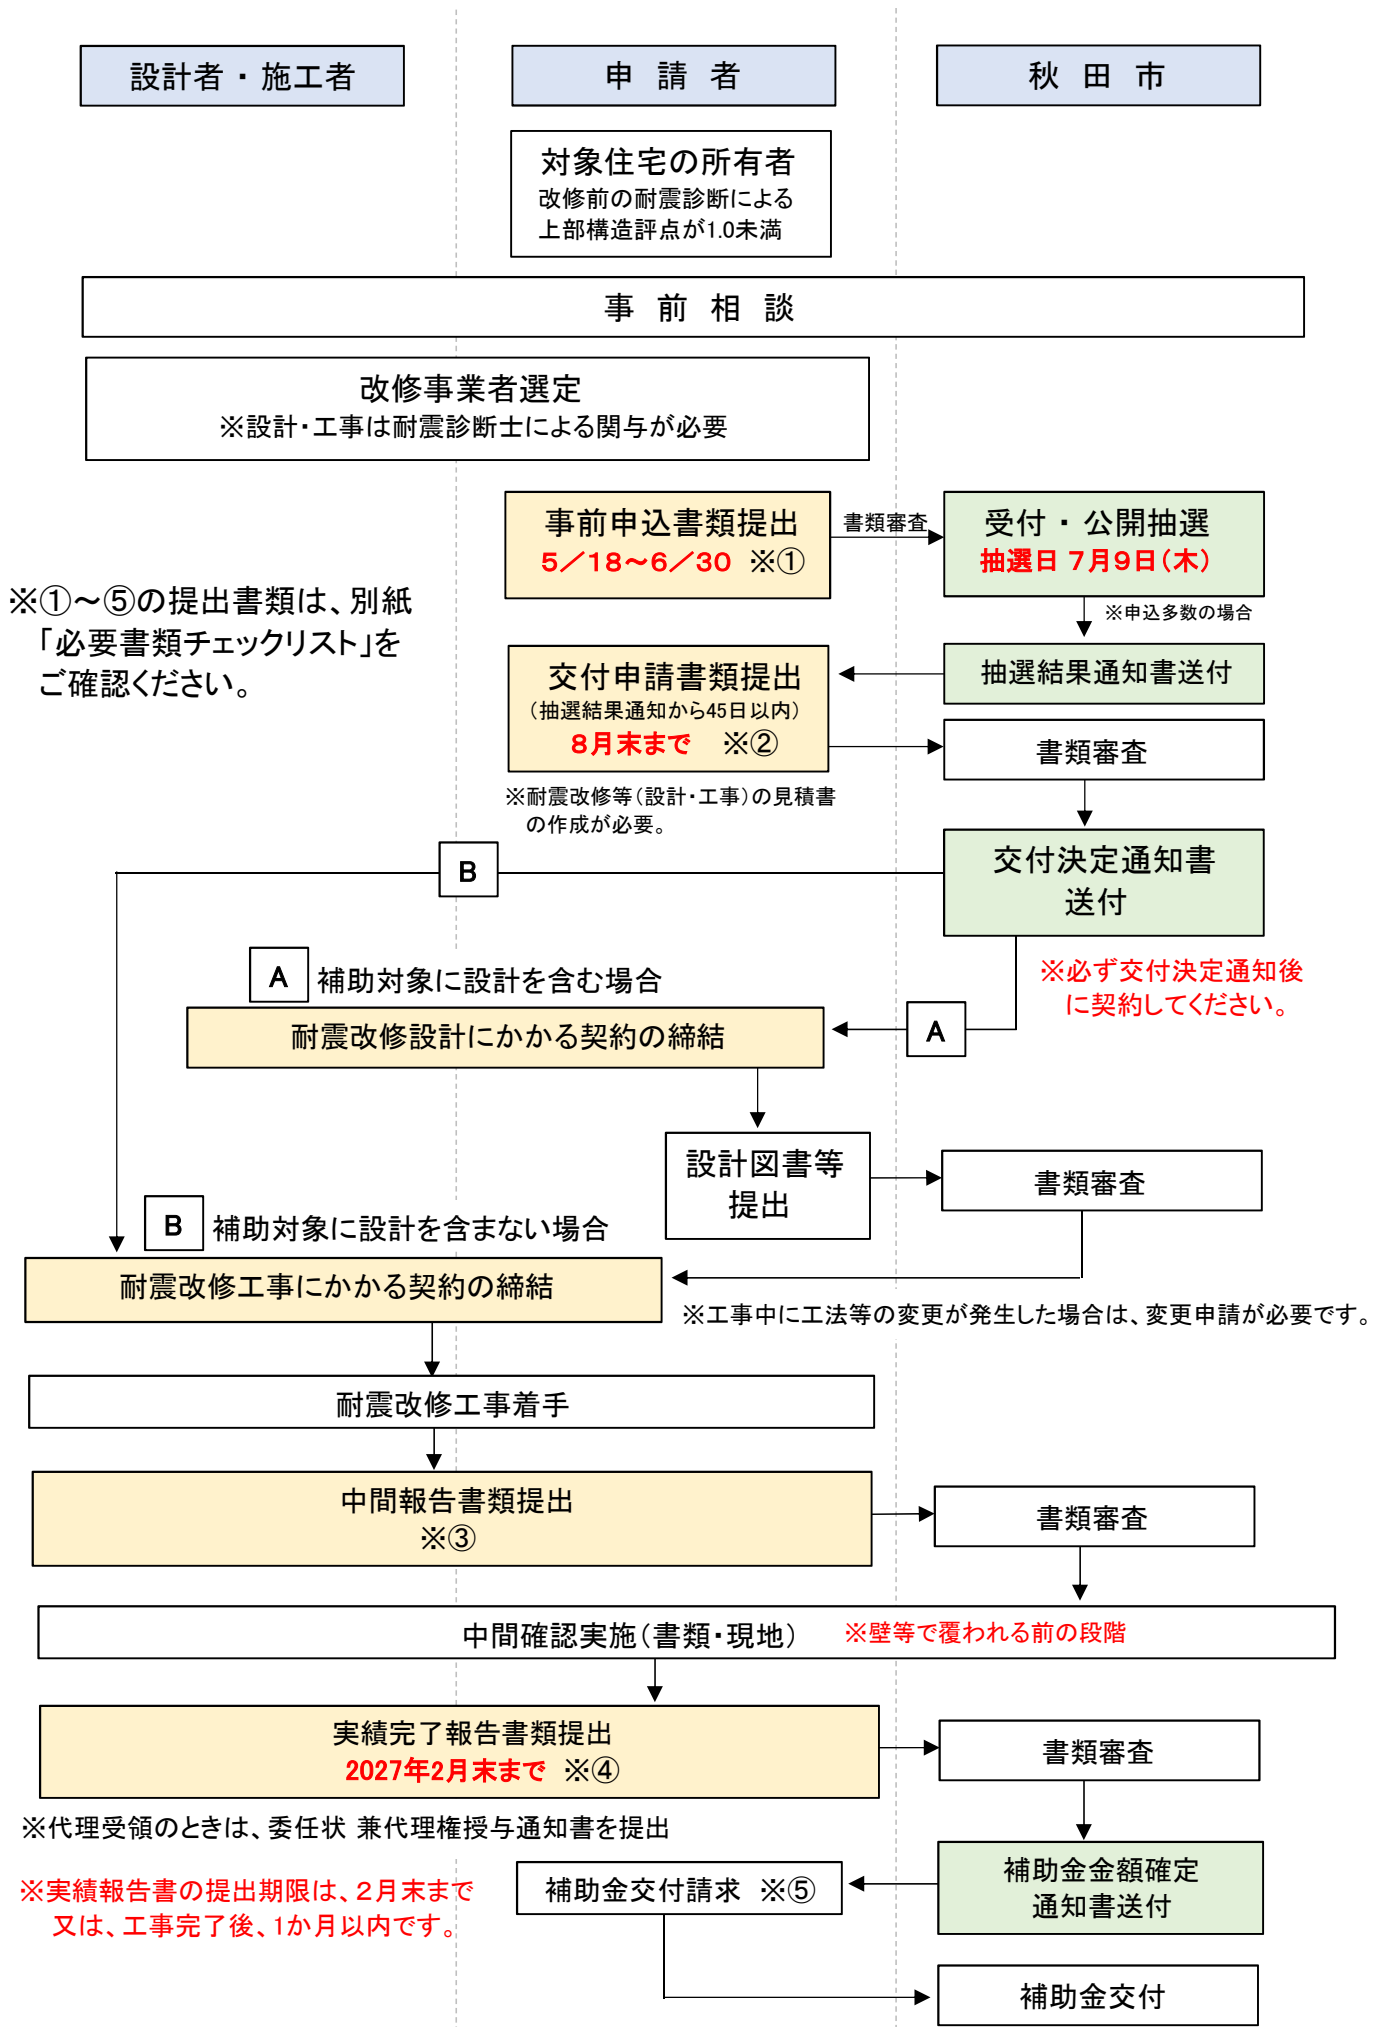 設計者・施工者
申 請 者
秋 田 市
対象住宅の所有者
改修前の耐震診断による
上部構造評点が1.0未満
事 前 相 談
改修事業者選定
※設計・工事は耐震診断士による関与が必要
事前申込書類提出
5／18～6／30 ※①
書類審査
受付・公開抽選
抽選日 7月9日（木）
※申込多数の場合
※①～⑤の提出書類は、別紙
「必要書類チェックリスト」を
ご確認ください。
抽選結果通知書送付
交付申請書類提出
（抽選結果通知から45日以内）
8月末まで ※②
書類審査
※耐震改修等（設計・工事）の見積書
の作成が必要。
交付決定通知書
送付
B
A 補助対象に設計を含む場合
※必ず交付決定通知後
に契約してください。
耐震改修設計にかかる契約の締結
A
設計図書等
提出
書類審査
B 補助対象に設計を含まない場合
耐震改修工事にかかる契約の締結
※工事中に工法等の変更が発生した場合は、変更申請が必要です。
耐震改修工事着手
中間報告書類提出
※③
書類審査
中間確認実施（書類・現地） ※壁等で覆われる前の段階
実績完了報告書類提出
2027年2月末まで ※④
書類審査
※代理受領のときは、委任状 兼代理権授与通知書を提出
補助金金額確定
通知書送付
補助金交付請求 ※⑤
※実績報告書の提出期限は、2月末まで
又は、工事完了後、1か月以内です。
補助金交付